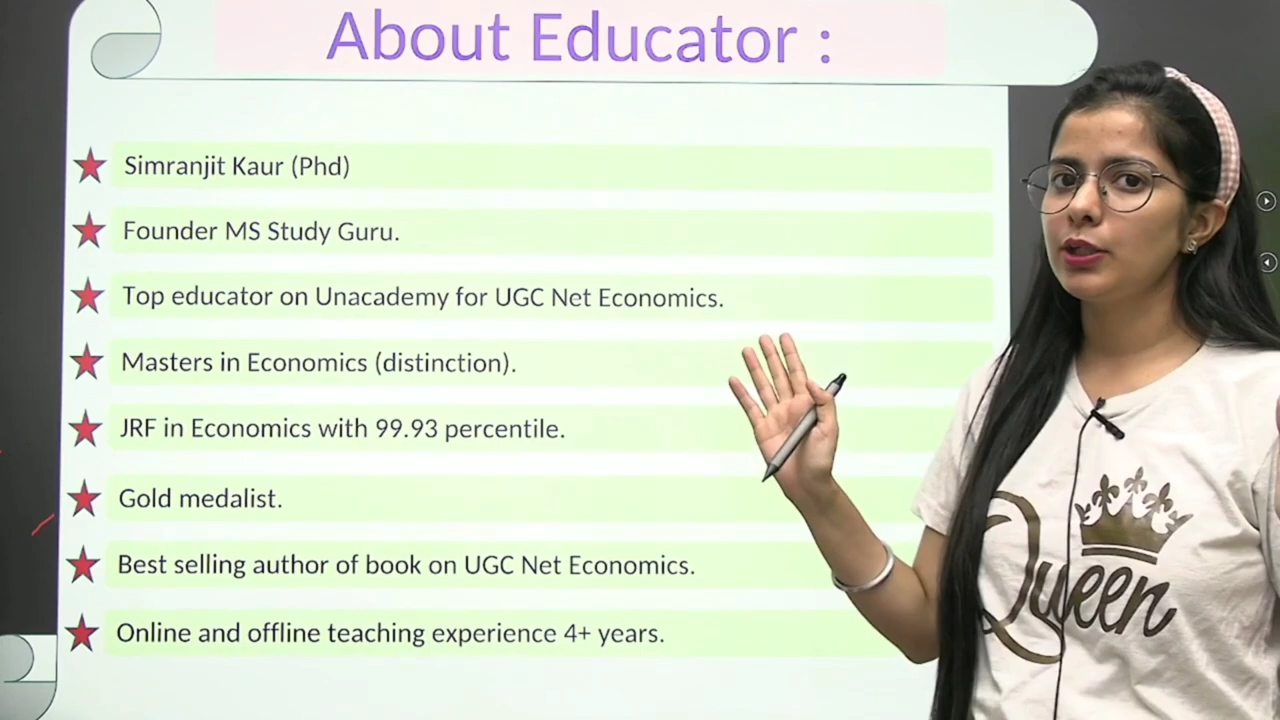 About Educator :
Simranjit Kaur (Phd)
Founder MS Study Guru.
Top educator on Unacademy for UGC Net Economics.
Masters in Economics (distinction).
JRF in Economics with 99.93 percentile.
Gold medalist.
Best selling author of book on UGC Net Economics.
Online and offline teaching experience 4+ years.
Queen